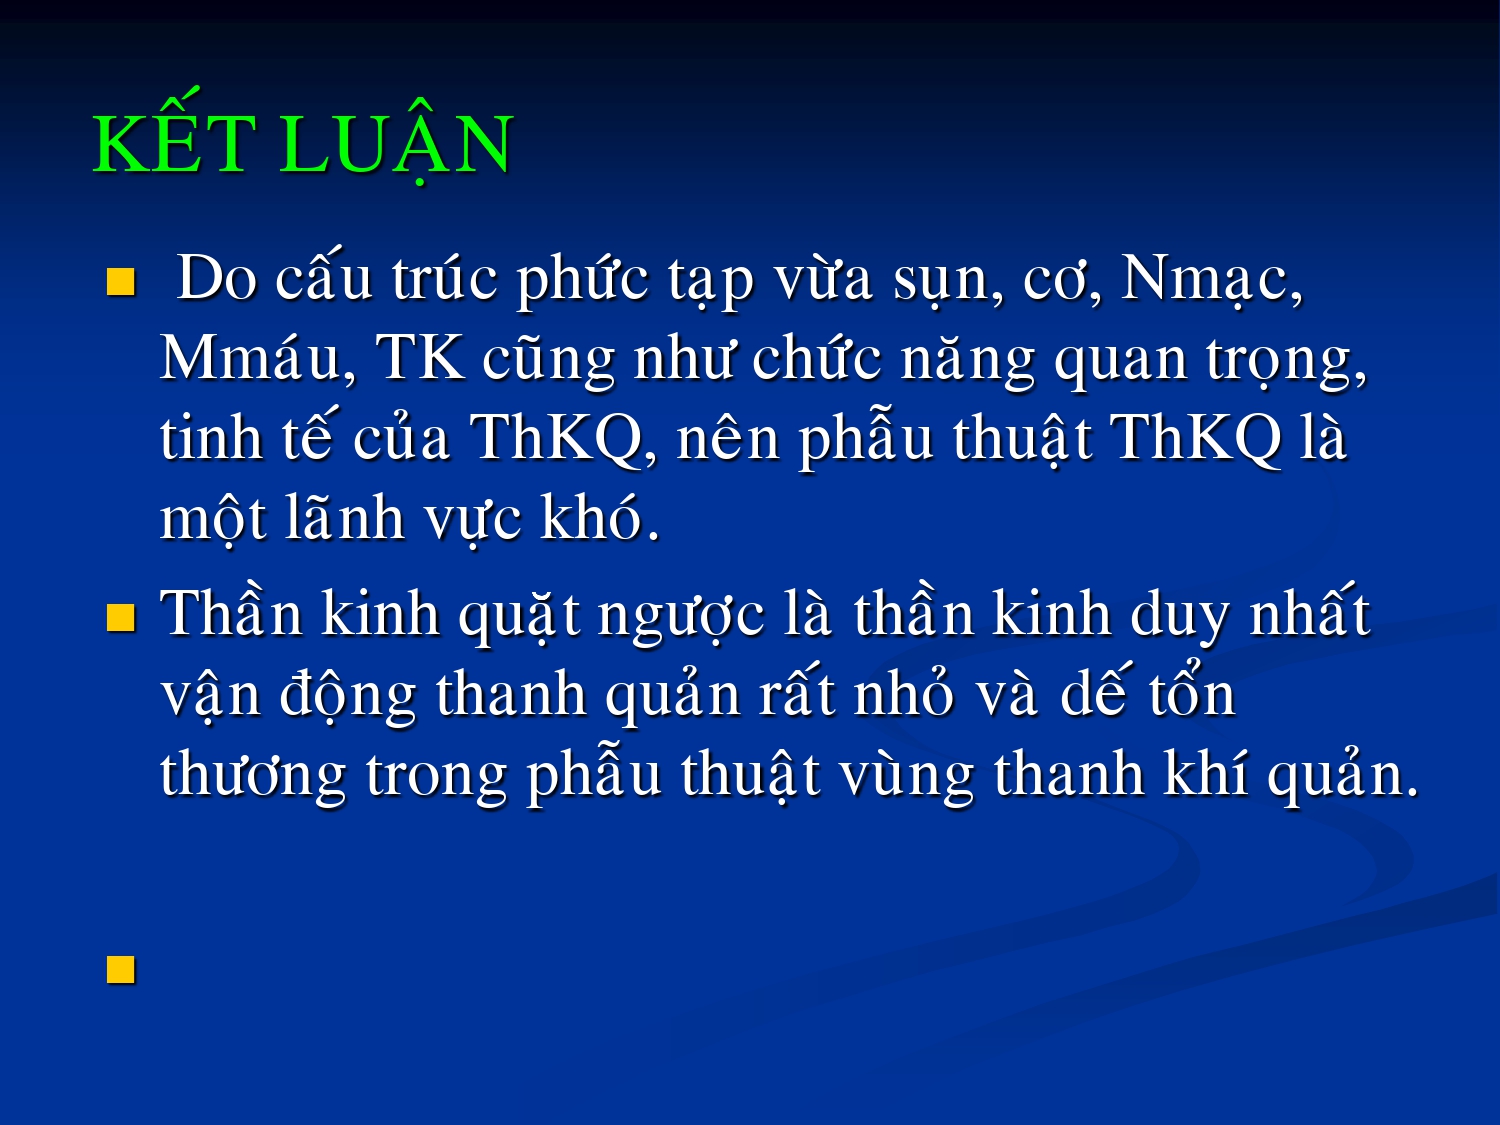 KẾT LUẬN
Do cấu trúc phức tạp vừa sụn, cơ, Nmạc,
Mmáu, TK cũng như chức năng quan trọng,
tinh tế của ThKQ, nên phẫu thuật ThKQ là
một lãnh vực khó.
Thần kinh quặt ngược là thần kinh duy nhất
vận động thanh quản rất nhỏ và dế tổn
thương trong phẫu thuật vùng thanh khí quản.